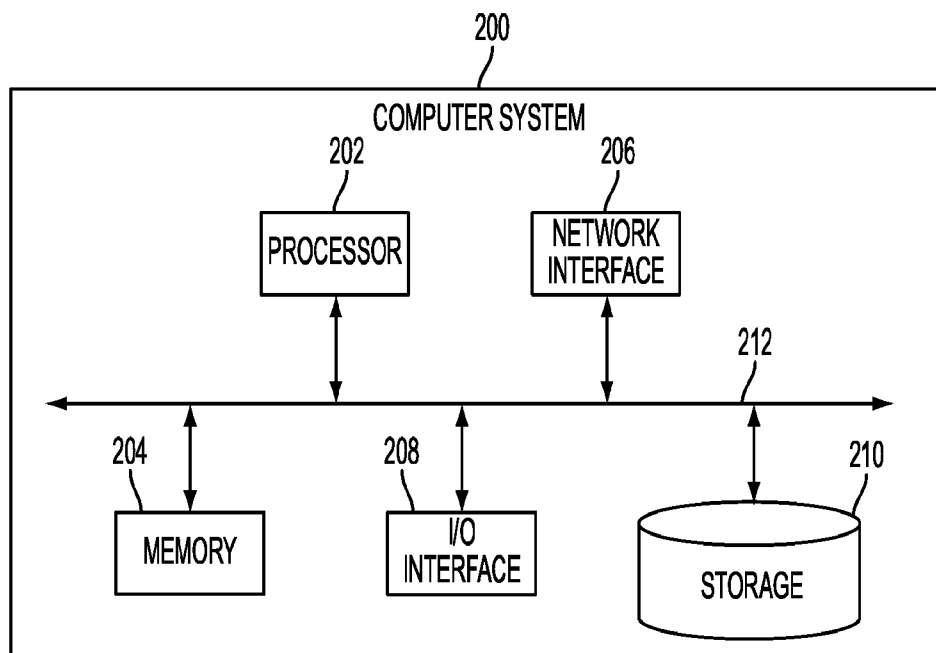 200
COMPUTER SYSTEM
202
206
PROCESSOR
NETWORK
INTERFACE
212
204
208
210
MEMORY
I/O
INTERFACE
STORAGE